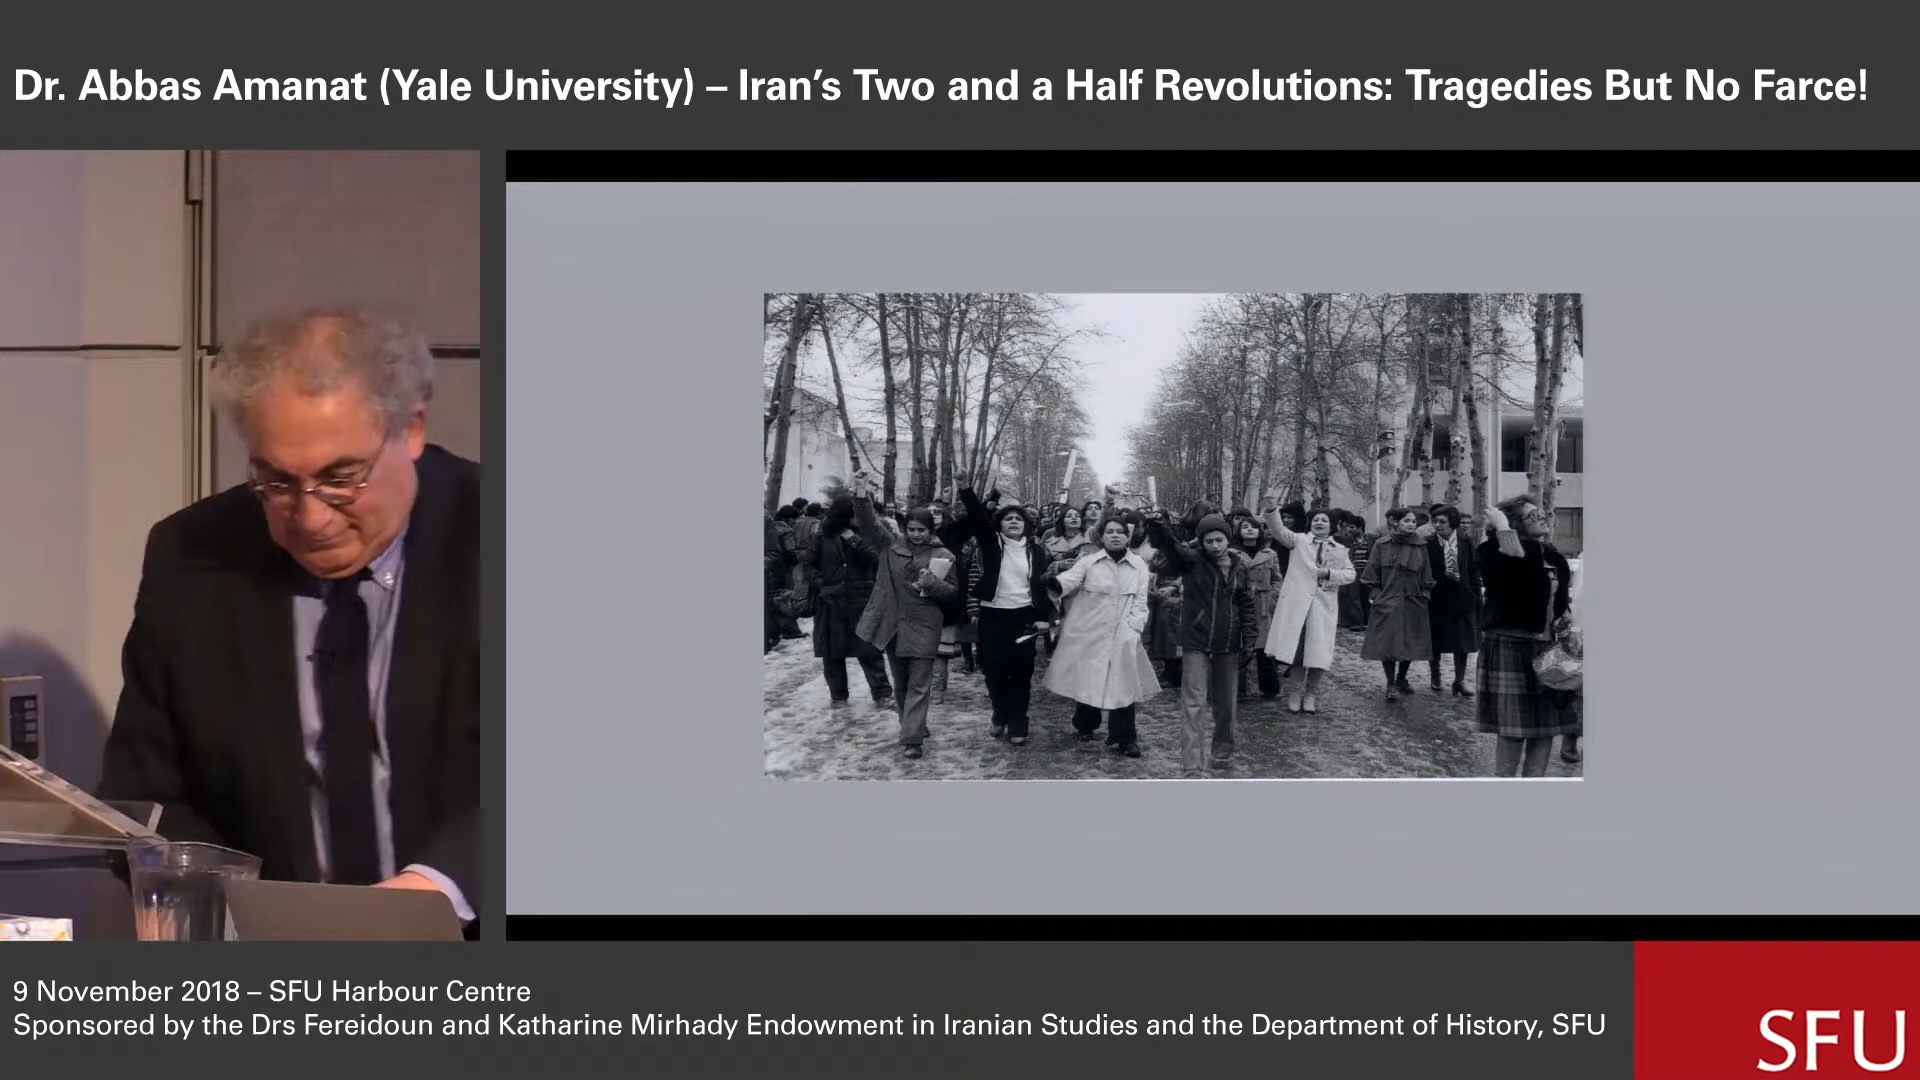 Dr. Abbas Amanat (Yale University) – Iran’s Two and a Half Revolutions: Tragedies But No Farce!
9 November 2018 – SFU Harbour Centre
Sponsored by the Drs Fereidoun and Katharine Mirhady Endowment in Iranian Studies and the Department of History, SFU
SFU